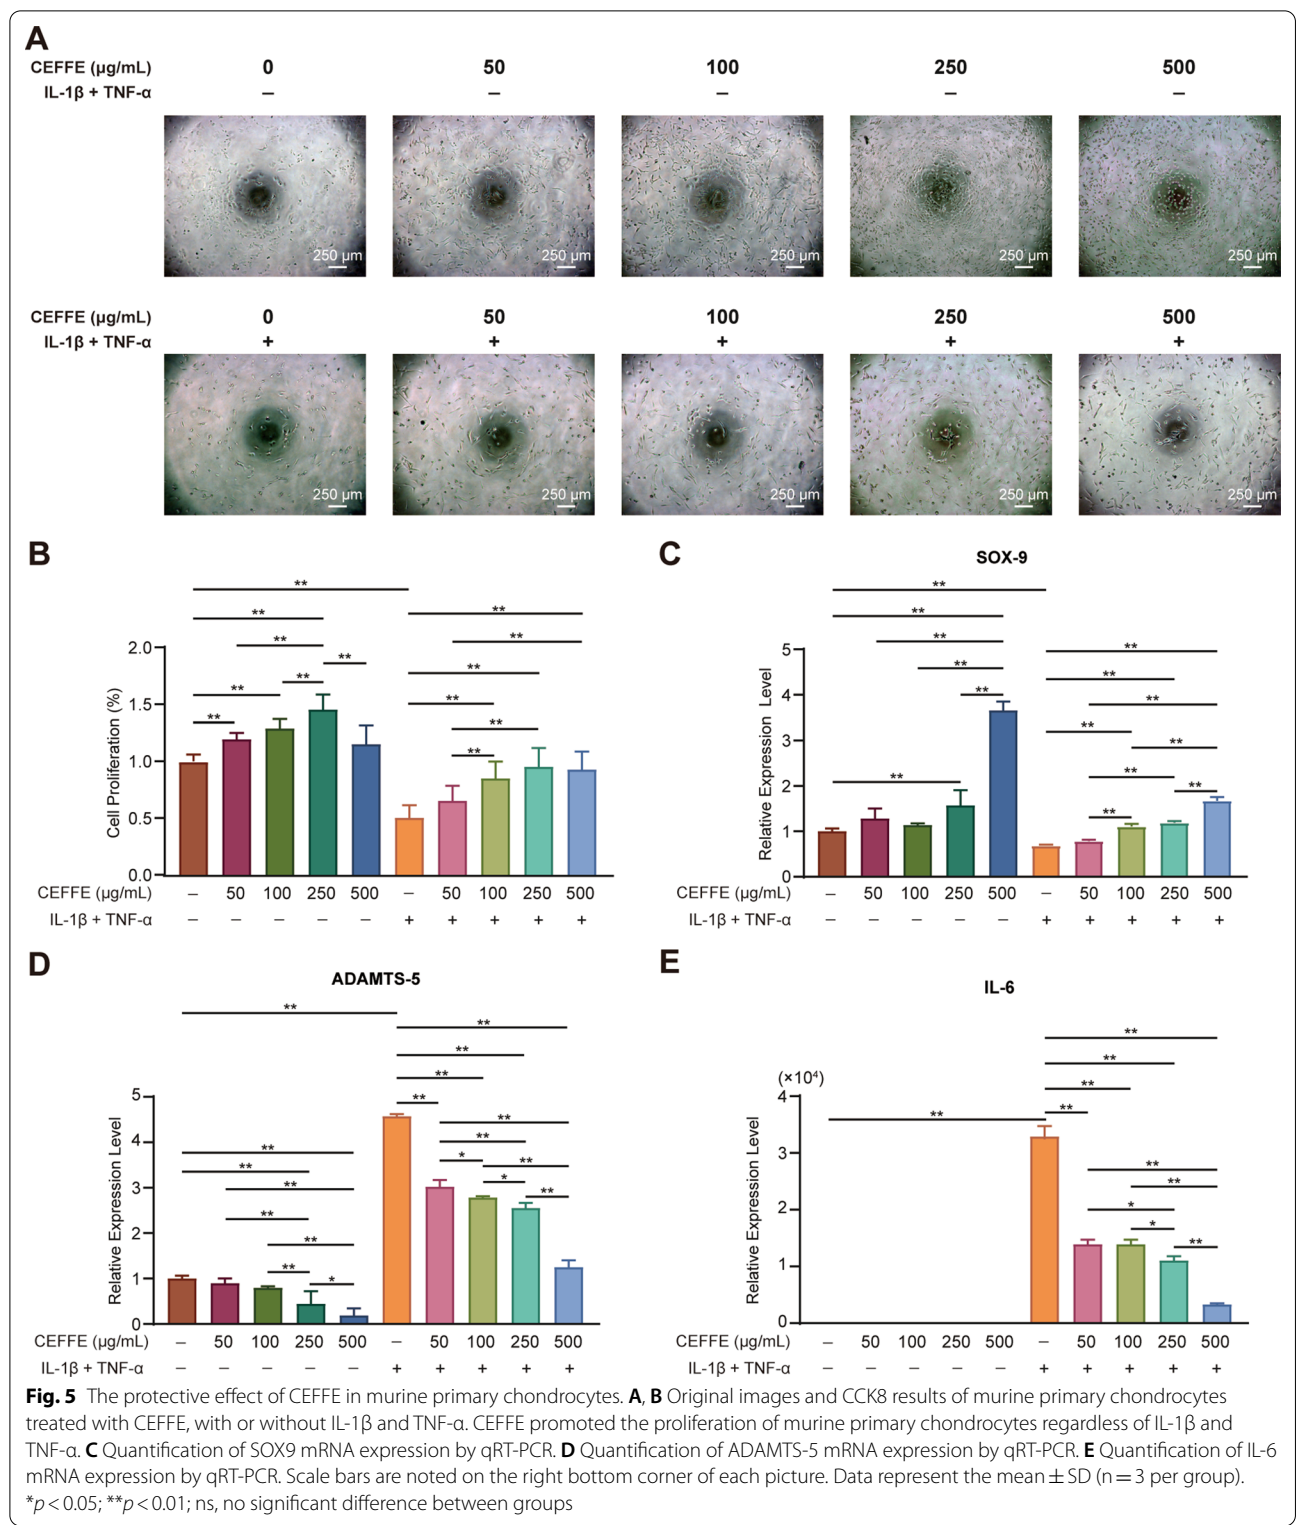 A
CEFFE (µg/mL) 0 50 100 250 500
IL-1β + TNF-α – – – – –
250 µm 250 µm 250 µm 250 µm 250 µm
CEFFE (µg/mL) 0 50 100 250 500
IL-1β + TNF-α + + + + +
250 µm 250 µm 250 µm 250 µm 250 µm
B
** ** ** ** ** ** ** ** ** ** ** ** **
Cell Proliferation (%)
2.0
1.5
1.0
0.5
0.0
CEFFE (µg/mL) – 50 100 250 500 – 50 100 250 500
IL-1β + TNF-α – – – – – + + + + +
C
SOX-9
** ** ** ** ** ** ** ** ** ** ** ** ** **
Relative Expression Level
5
4
3
2
1
0
CEFFE (µg/mL) – 50 100 250 500 – 50 100 250 500
IL-1β + TNF-α – – – – – + + + + +
D
ADAMTS-5
** ** ** ** ** ** ** * ** * ** ** ** ** ** ** ** *
Relative Expression Level
5
4
3
2
1
0
CEFFE (µg/mL) – 50 100 250 500 – 50 100 250 500
IL-1β + TNF-α – – – – – + + + + +
E
IL-6
** ** ** ** ** ** ** * * **
(×10⁴)
Relative Expression Level
4
3
2
1
0
CEFFE (µg/mL) – 50 100 250 500 – 50 100 250 500
IL-1β + TNF-α – – – – – + + + + +
Fig. 5 The protective effect of CEFFE in murine primary chondrocytes. A, B Original images and CCK8 results of murine primary chondrocytes
treated with CEFFE, with or without IL-1β and TNF-α. CEFFE promoted the proliferation of murine primary chondrocytes regardless of IL-1β and
TNF-α. C Quantification of SOX9 mRNA expression by qRT-PCR. D Quantification of ADAMTS-5 mRNA expression by qRT-PCR. E Quantification of IL-6
mRNA expression by qRT-PCR. Scale bars are noted on the right bottom corner of each picture. Data represent the mean ± SD (n = 3 per group).
*p < 0.05; **p < 0.01; ns, no significant difference between groups